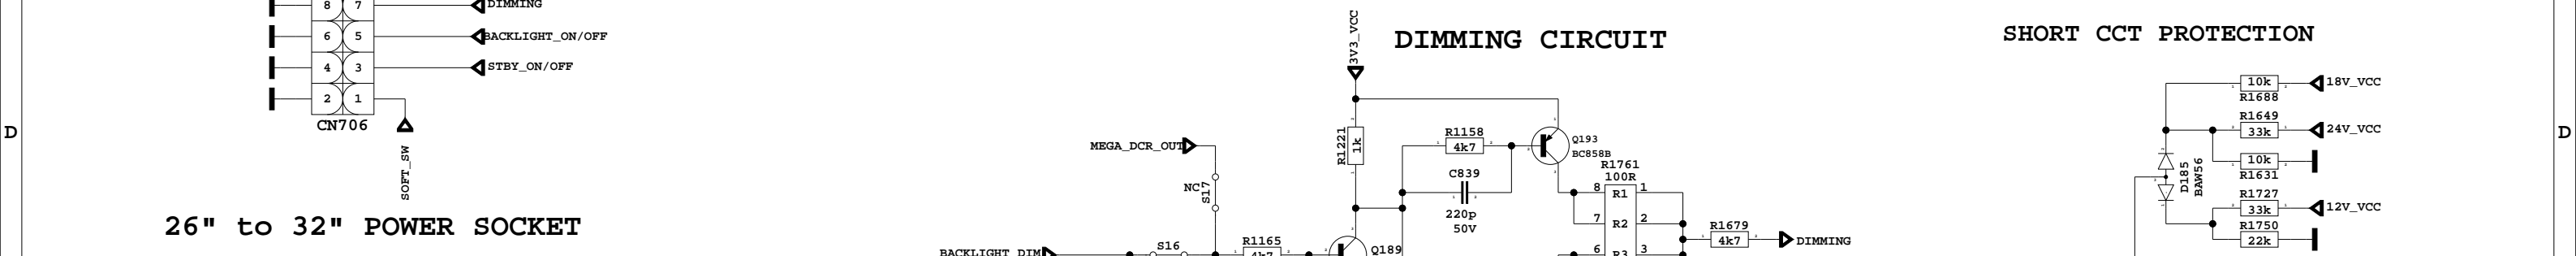 8 7 DIMMING
6 5 BACKLIGHT_ON/OFF
4 3 STBY_ON/OFF
2 1
CN706
SOFT_SW
26" to 32" POWER SOCKET
D
DIMMING CIRCUIT
3V3_VCC
R1221
1k
MEGA_DCR_OUT
NC
S17
BACKLIGHT_DIM
S16
R1165
4k7
Q189
R1158
4k7
C839
220p
50V
Q193
BC858B
R1761
100R
8 R1 1
7 R2 2
6 R3 3
R1679
4k7
DIMMING
SHORT CCT PROTECTION
10k 18V_VCC
R1688
R1649
33k 24V_VCC
10k
R1631
D185
BAW56
R1727
33k 12V_VCC
R1750
22k
D